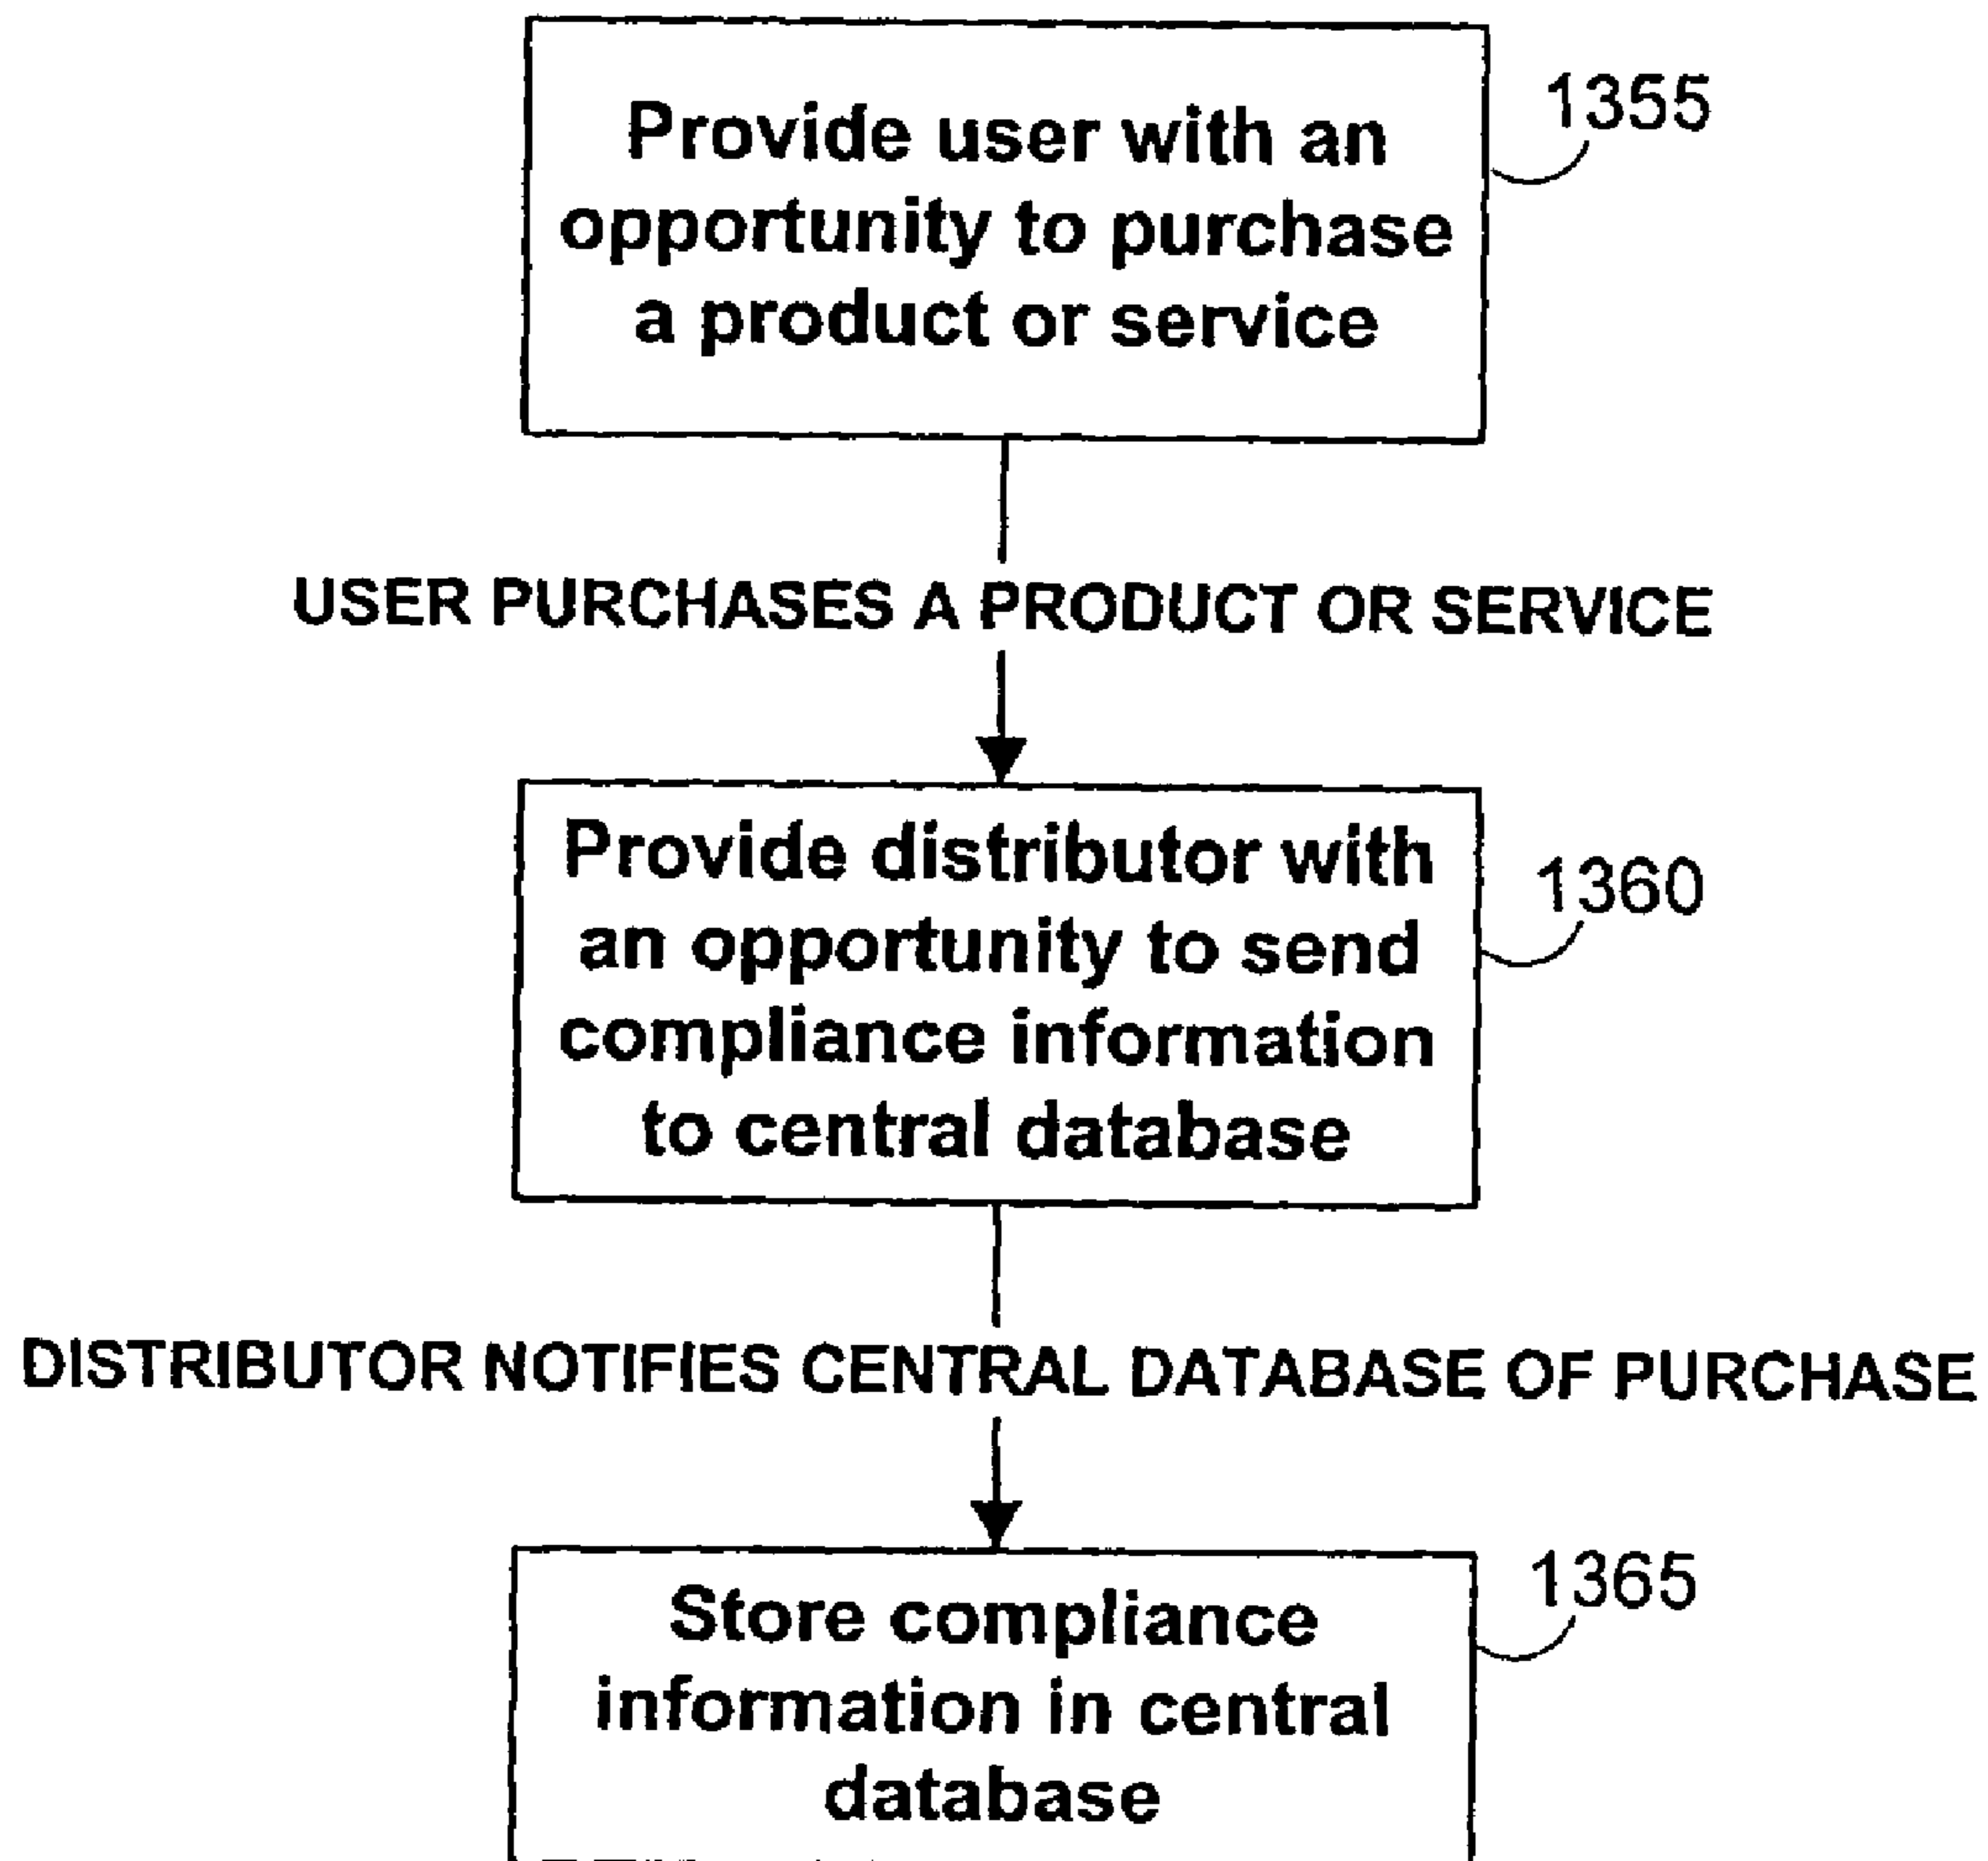 Provide user with an
opportunity to purchase
a product or service
1355
USER PURCHASES A PRODUCT OR SERVICE
Provide distributor with
an opportunity to send
compliance information
to central database
1360
DISTRIBUTOR NOTIFIES CENTRAL DATABASE OF PURCHASE
Store compliance
information in central
database
1365